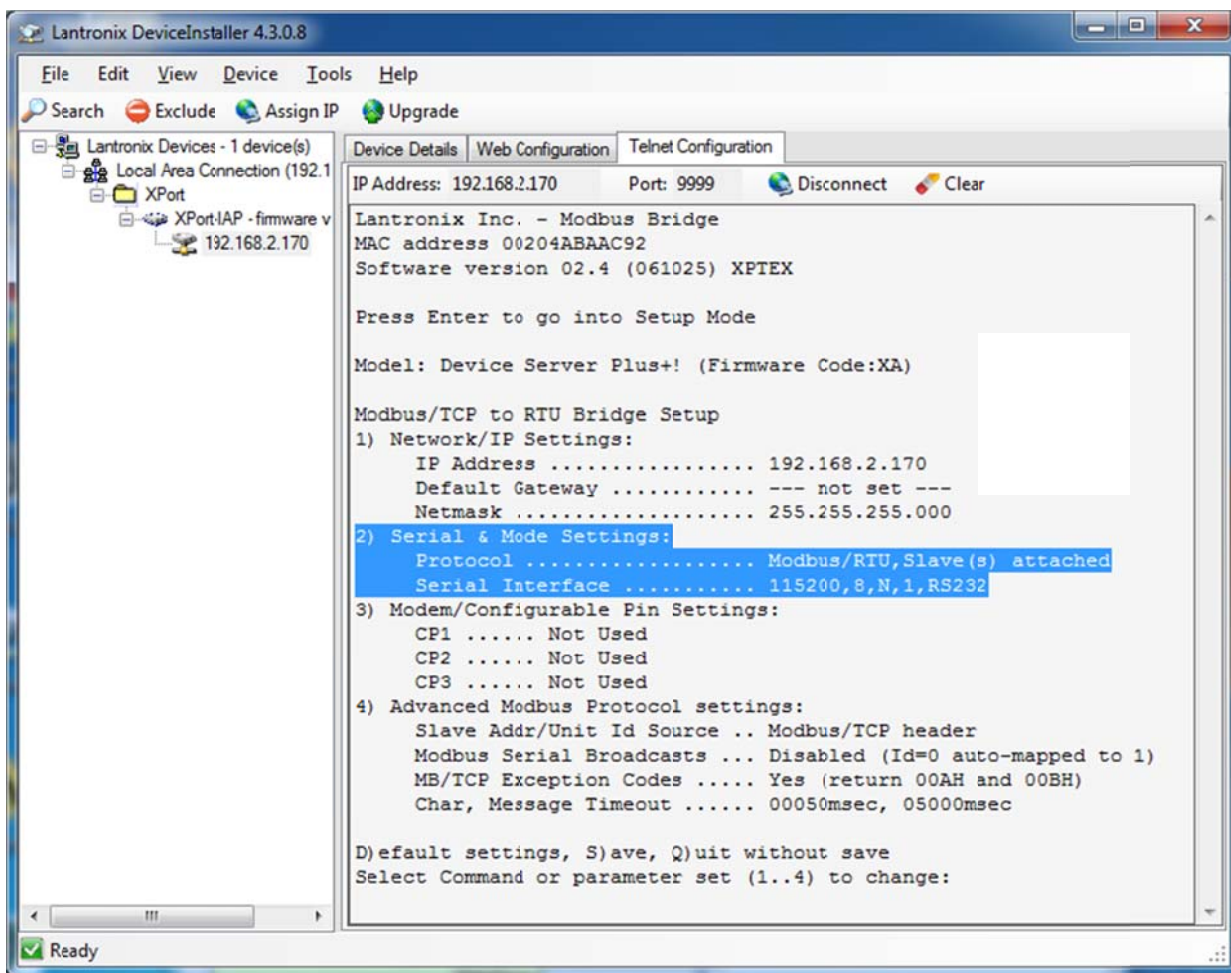 Lantronix DeviceInstaller 4.3.0.8
File Edit View Device Tools Help
Search Exclude Assign IP Upgrade
Lantronix Devices - 1 device(s)
Local Area Connection (192.1
XPort
XPort-IAP - firmware v
192.168.2.170
Device Details Web Configuration Telnet Configuration
IP Address: 192.168.2.170 Port: 9999 Disconnect Clear
Lantronix Inc. - Modbus Bridge
MAC address 00204ABAAC92
Software version 02.4 (061025) XPTEX
Press Enter to go into Setup Mode
Model: Device Server Plus+! (Firmware Code:XA)
Modbus/TCP to RTU Bridge Setup
1) Network/IP Settings:
IP Address ................. 192.168.2.170
Default Gateway ............ --- not set ---
Netmask .................... 255.255.255.000
2) Serial & Mode Settings:
Protocol ................... Modbus/RTU,Slave(s) attached
Serial Interface ........... 115200,8,N,1,RS232
3) Modem/Configurable Pin Settings:
CP1 ...... Not Used
CP2 ...... Not Used
CP3 ...... Not Used
4) Advanced Modbus Protocol settings:
Slave Addr/Unit Id Source .. Modbus/TCP header
Modbus Serial Broadcasts ... Disabled (Id=0 auto-mapped to 1)
MB/TCP Exception Codes ..... Yes (return 00AH and 00BH)
Char, Message Timeout ...... 00050msec, 05000msec
D)efault settings, S)ave, Q)uit without save
Select Command or parameter set (1..4) to change:
Ready